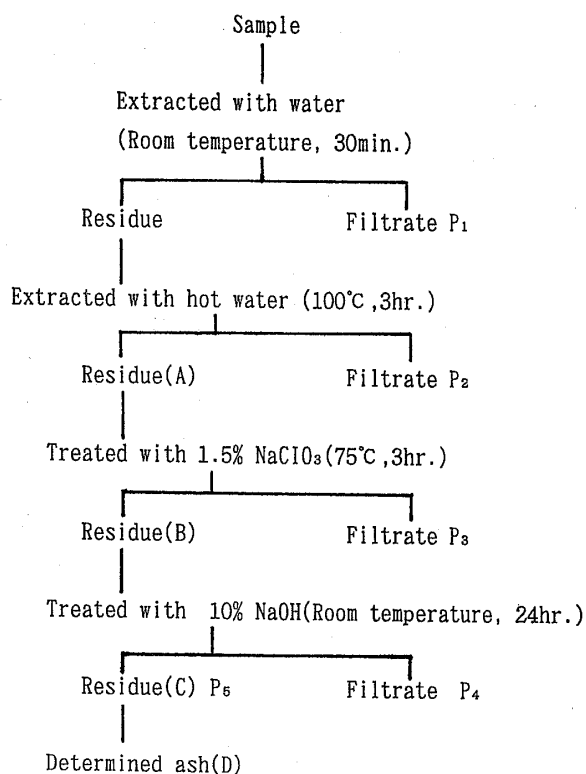 Sample
Extracted with water
(Room temperature, 30min.)
Residue Filtrate P₁
Extracted with hot water (100℃,3hr.)
Residue(A) Filtrate P₂
Treated with 1.5% NaClO₃(75℃,3hr.)
Residue(B) Filtrate P₃
Treated with 10% NaOH(Room temperature, 24hr.)
Residue(C) P₅ Filtrate P₄
Determined ash(D)